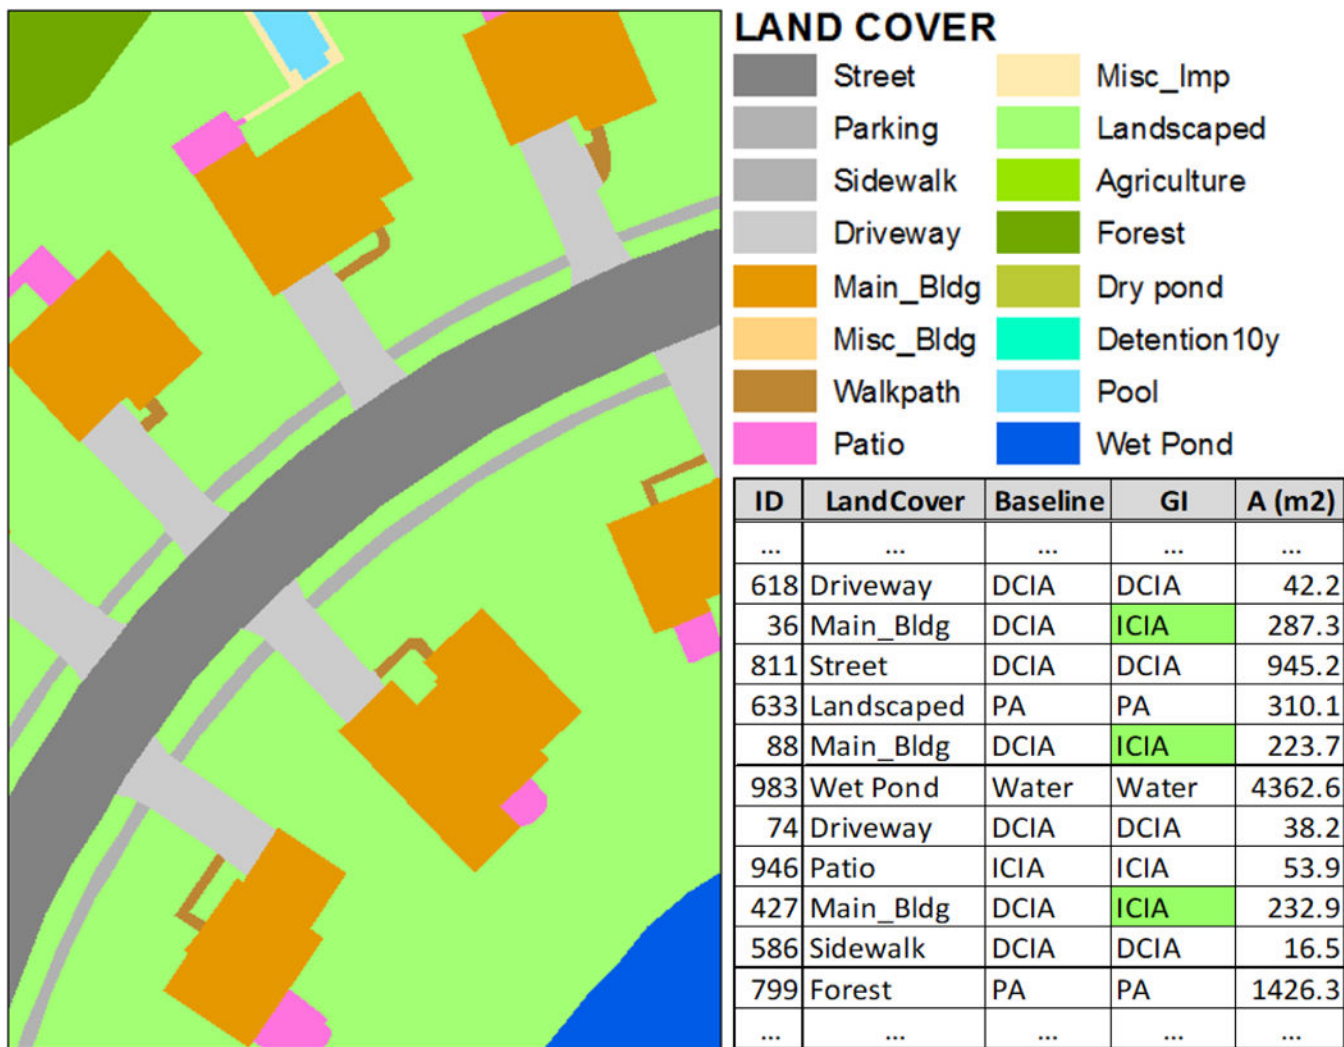 LAND COVER
Street
Misc_Imp
Parking
Landscaped
Sidewalk
Agriculture
Driveway
Forest
Main_Bldg
Dry pond
Misc_Bldg
Detention10y
Walkpath
Pool
Patio
Wet Pond
ID LandCover Baseline GI A (m2)
... ... ... ... ...
618 Driveway DCIA DCIA 42.2
36 Main_Bldg DCIA ICIA 287.3
811 Street DCIA DCIA 945.2
633 Landscaped PA PA 310.1
88 Main_Bldg DCIA ICIA 223.7
983 Wet Pond Water Water 4362.6
74 Driveway DCIA DCIA 38.2
946 Patio ICIA ICIA 53.9
427 Main_Bldg DCIA ICIA 232.9
586 Sidewalk DCIA DCIA 16.5
799 Forest PA PA 1426.3
... ... ... ... ...